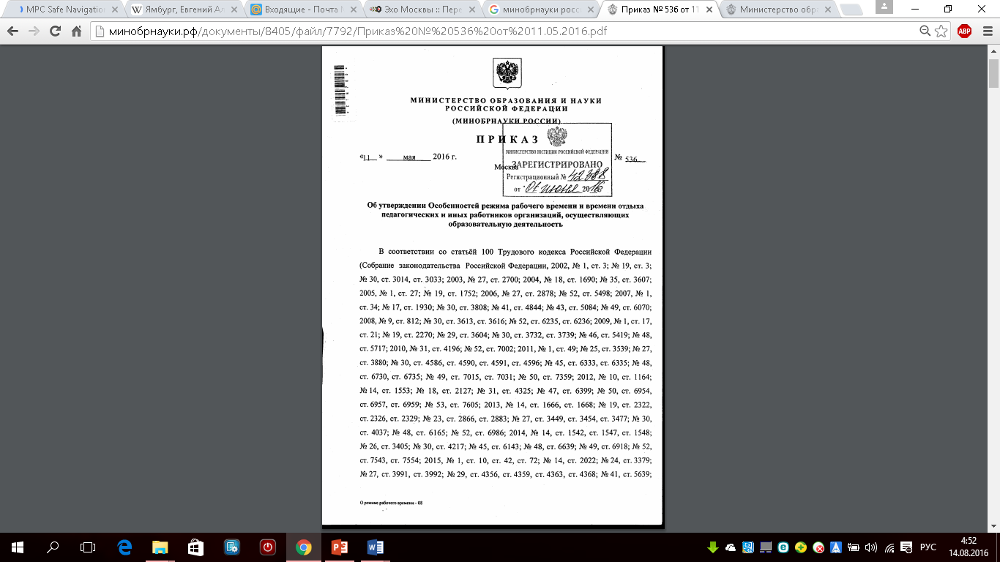 MPC Safe Navigation
Ямбург, Евгений Ал
Входящие - Почта
Эхо Москвы :: Пере
минобрнауки росс
Приказ № 536 от 11
Министерство обр
минобрнауки.рф/документы/8405/файл/7792/Приказ%20№%20536%20от%2011.05.2016.pdf
ABP
МИНИСТЕРСТВО ОБРАЗОВАНИЯ И НАУКИ
РОССИЙСКОЙ ФЕДЕРАЦИИ
(МИНОБРНАУКИ РОССИИ)
ПРИКАЗ
МИНИСТЕРСТВО ЮСТИЦИИ РОССИЙСКОЙ ФЕДЕРАЦИИ
«11» мая 2016 г.
№ 536
ЗАРЕГИСТРИРОВАНО
Москва
Регистрационный № 42388
от "01 июня 2016
Об утверждении Особенностей режима рабочего времени и времени отдыха
педагогических и иных работников организаций, осуществляющих
образовательную деятельность
В соответствии со статьёй 100 Трудового кодекса Российской Федерации
(Собрание законодательства Российской Федерации, 2002, № 1, ст. 3; № 19, ст. 3;
№ 30, ст. 3014, ст. 3033; 2003, № 27, ст. 2700; 2004, № 18, ст. 1690; № 35, ст. 3607;
2005, № 1, ст. 27; № 19, ст. 1752; 2006, № 27, ст. 2878; № 52, ст. 5498; 2007, № 1,
ст. 34; № 17, ст. 1930; № 30, ст. 3808; № 41, ст. 4844; № 43, ст. 5084; № 49, ст. 6070;
2008, № 9, ст. 812; № 30, ст. 3613, ст. 3616; № 52, ст. 6235, ст. 6236; 2009, № 1, ст. 17,
ст. 21; № 19, ст. 2270; № 29, ст. 3604; № 30, ст. 3732, ст. 3739; № 46, ст. 5419; № 48,
ст. 5717; 2010, № 31, ст. 4196; № 52, ст. 7002; 2011, № 1, ст. 49; № 25, ст. 3539; № 27,
ст. 3880; № 30, ст. 4586, ст. 4590, ст. 4591, ст. 4596; № 45, ст. 6333, ст. 6335; № 48,
ст. 6730, ст. 6735; № 49, ст. 7015, ст. 7031; № 50, ст. 7359; 2012, № 10, ст. 1164;
№ 14, ст. 1553; № 18, ст. 2127; № 31, ст. 4325; № 47, ст. 6399; № 50, ст. 6954,
ст. 6957, ст. 6959; № 53, ст. 7605; 2013, № 14, ст. 1666, ст. 1668; № 19, ст. 2322,
ст. 2326, ст. 2329; № 23, ст. 2866, ст. 2883; № 27, ст. 3449, ст. 3454, ст. 3477; № 30,
ст. 4037; № 48, ст. 6165; № 52, ст. 6986; 2014, № 14, ст. 1542, ст. 1547, ст. 1548;
№ 26, ст. 3405; № 30, ст. 4217; № 45, ст. 6143; № 48, ст. 6639; № 49, ст. 6918; № 52,
ст. 7543, ст. 7554; 2015, № 1, ст. 10, ст. 42, ст. 72; № 14, ст. 2022; № 24, ст. 3379;
№ 27, ст. 3991, ст. 3992; № 29, ст. 4356, ст. 4359, ст. 4363, ст. 4368; № 41, ст. 5639;
О режиме рабочего времени - 08
РУС
4:52
14.08.2016